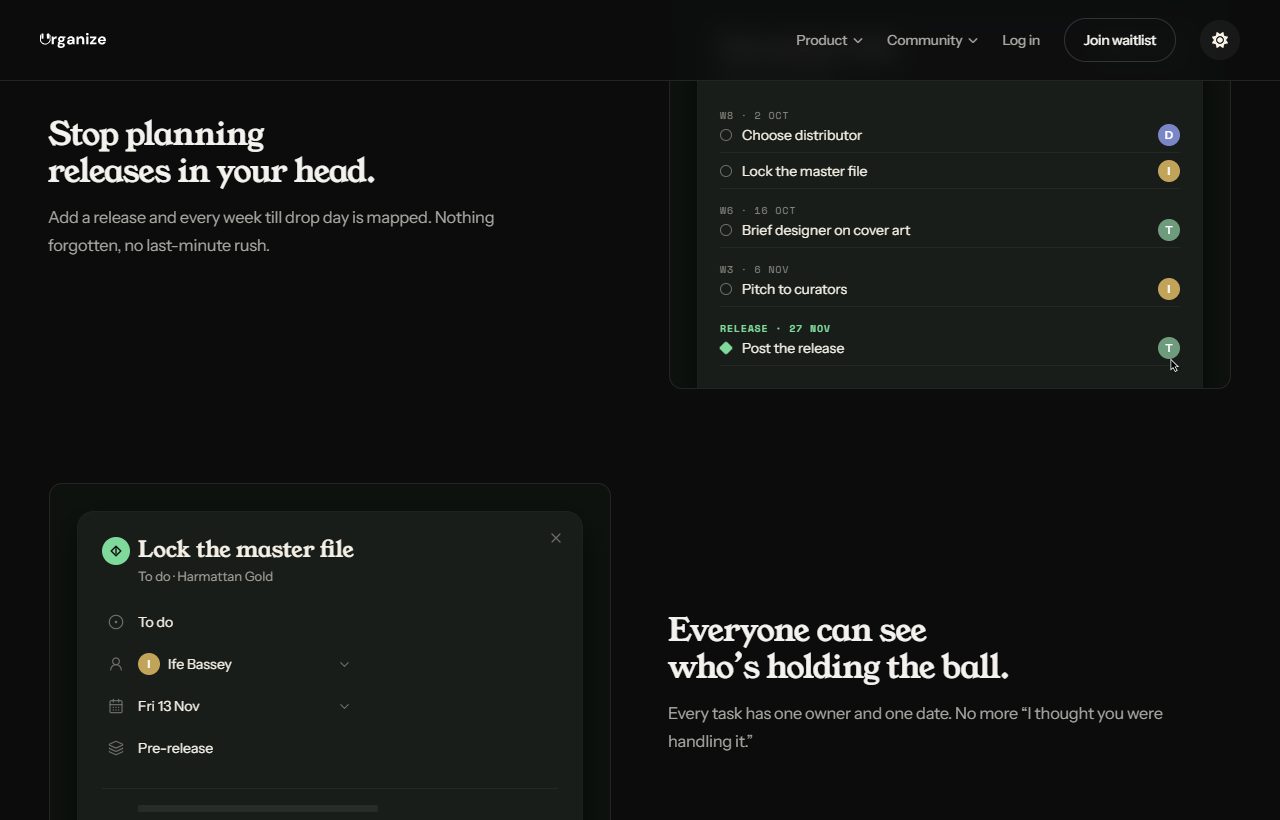 Organize
Product
Community
Log in
Join waitlist
Stop planning
releases in your head.
Add a release and every week till drop day is mapped. Nothing
forgotten, no last-minute rush.
W8 · 2 OCT
Choose distributor
D
Lock the master file
I
W6 · 16 OCT
Brief designer on cover art
T
W3 · 6 NOV
Pitch to curators
I
RELEASE · 27 NOV
Post the release
T
Lock the master file
To do · Harmattan Gold
To do
I Ife Bassey
Fri 13 Nov
Pre-release
Everyone can see
who’s holding the ball.
Every task has one owner and one date. No more “I thought you were
handling it.”